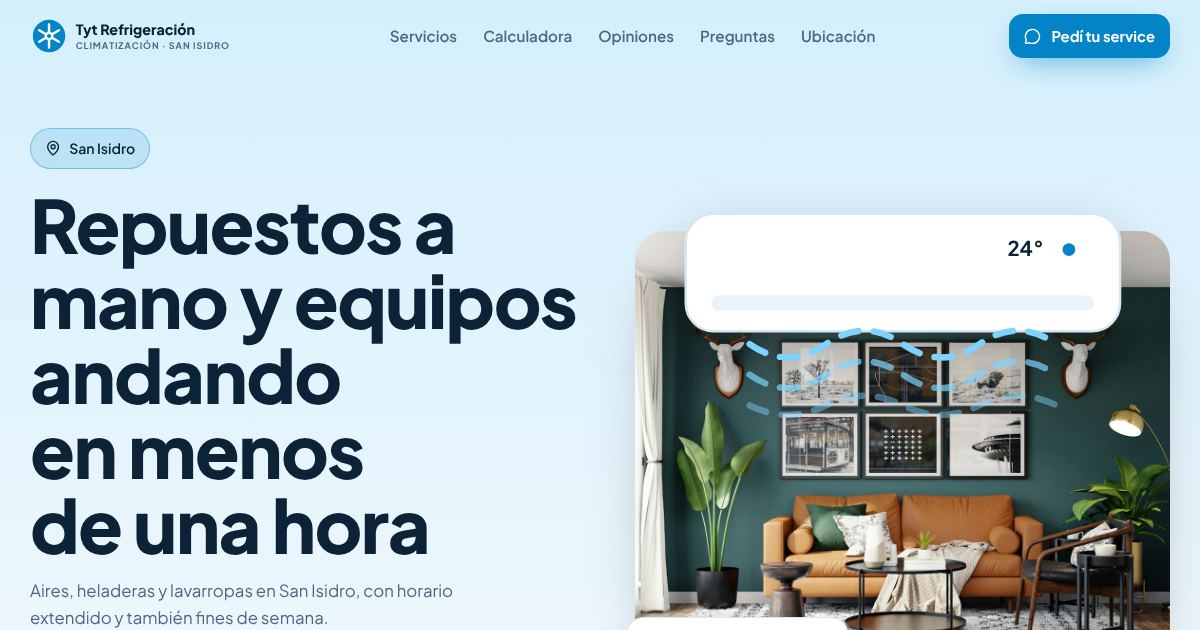 Tyt Refrigeración
CLIMATIZACIÓN · SAN ISIDRO
Servicios
Calculadora
Opiniones
Preguntas
Ubicación
Pedí tu service
San Isidro
Repuestos a
mano y equipos
andando
en menos
de una hora
24°
Aires, heladeras y lavarropas en San Isidro, con horario
extendido y también fines de semana.